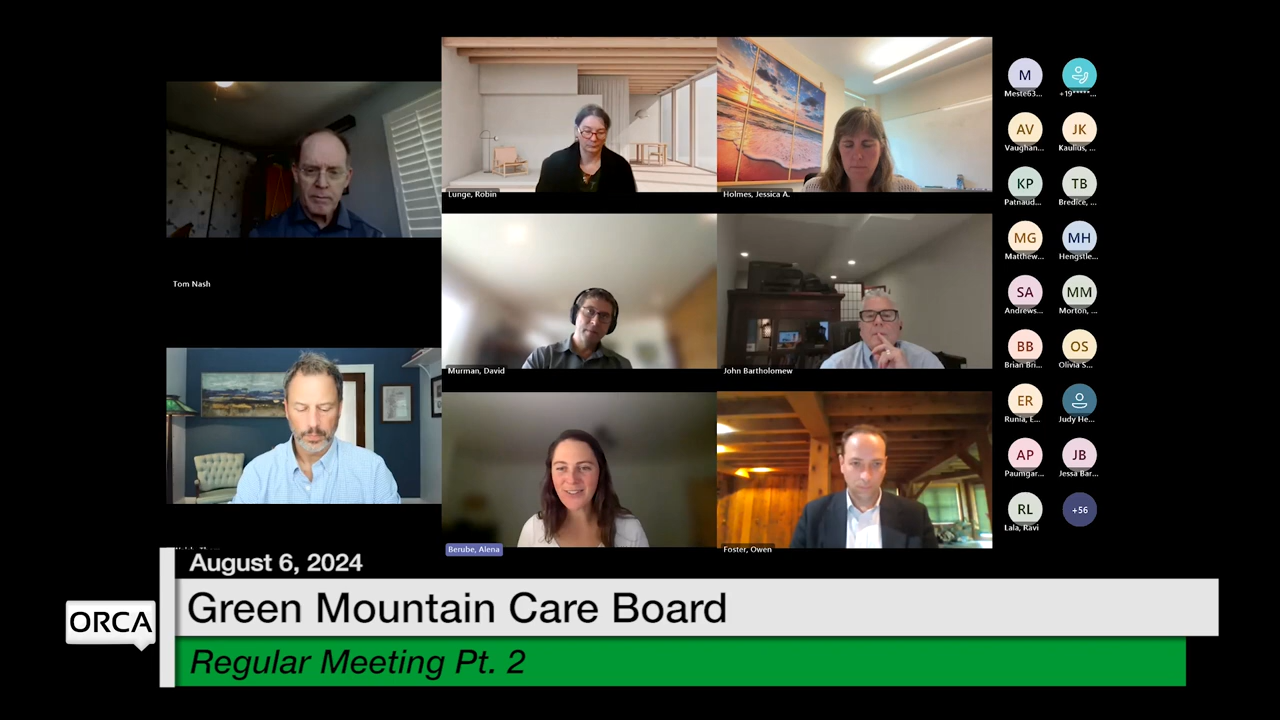 M
Meste63...
+19*****...
AV
Vaughan...
JK
Kaulius, ...
Lunge, Robin
Holmes, Jessica A.
KP
Patnaud...
TB
Bredice, ...
MG
Matthew...
MH
Hengstle...
Tom Nash
SA
Andrews...
MM
Morton, ...
BB
Brian Bri...
OS
Olivia S...
Murman, David
John Bartholomew
ER
Runia, E...
Judy He...
AP
Paumgar...
JB
Jessa Bar...
RL
Lala, Ravi
+56
Berube, Alena
Foster, Owen
August 6, 2024
ORCA
Green Mountain Care Board
Regular Meeting Pt. 2